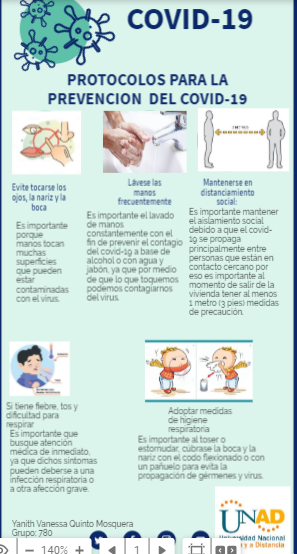 COVID-19
PROTOCOLOS PARA LA
PREVENCION DEL COVID-19
Evite tocarse los
ojos, la nariz y la
boca
Es importante
porque
manos tocan
muchas
superficies
que pueden
estar
contaminadas
con el virus.
Lávese las
manos
frecuentemente
Es importante el lavado
de manos
constantemente con el
fin de prevenir el contagio
del covid-19 a base de
alcohol o con agua y
jabón, ya que por medio
de lo que lo que toquemos
podemos contagiarnos
del virus.
Mantenerse en
distanciamiento
social:
Es importante mantener
el aislamiento social
debido a que el covid-
19 se propaga
principalmente entre
personas que están en
contacto cercano por
eso es importante al
momento de salir de la
vivienda tener al menos
1 metro (3 pies) medidas
de precaución.
Si tiene fiebre, tos y
dificultad para
respirar
Es importante que
busque atención
médica de inmediato,
ya que dichos síntomas
pueden deberse a una
infección respiratoria o
a otra afección grave.
Adoptar medidas
de higiene
respiratoria
Es importante al toser o
estornudar, cubrase la boca y la
nariz con el codo flexionado o con
un pañuelo para evita la
propagación de gérmenes y virus.
Yanith Vanessa Quinto Mosquera
Grupo: 780
UNAD
Universidad Nacional
y a Distancia
140%
1